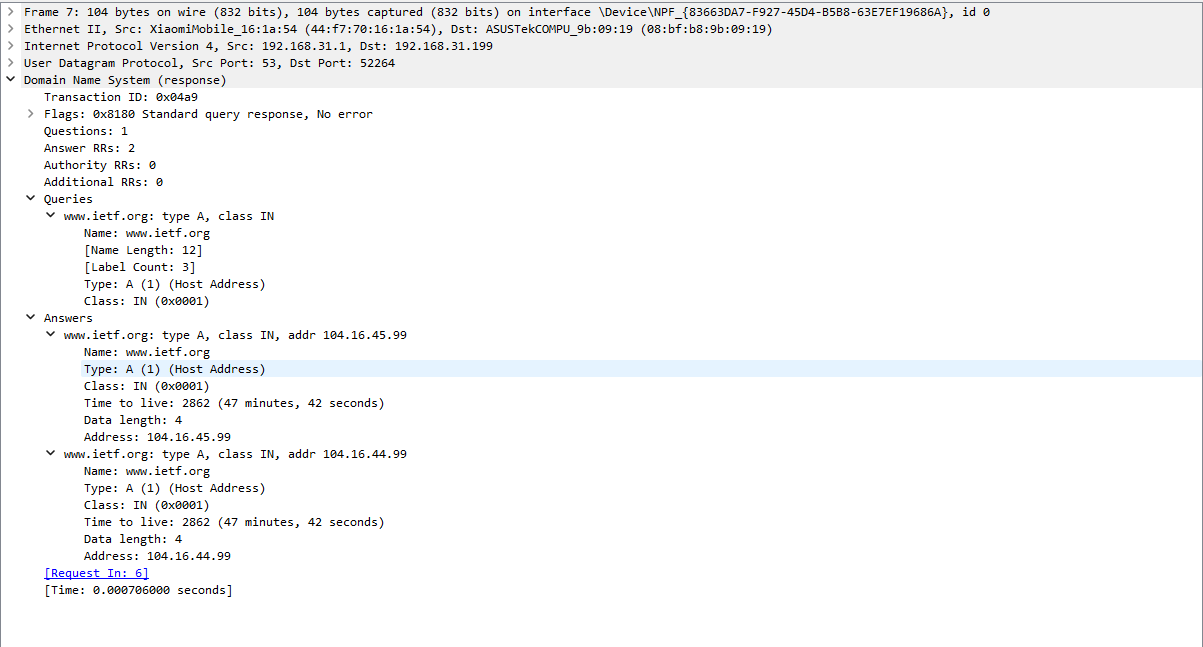 Frame 7: 104 bytes on wire (832 bits), 104 bytes captured (832 bits) on interface \Device\NPF_{83663DA7-F927-45D4-B5B8-63E7EF19686A}, id 0
Ethernet II, Src: XiaomiMobile_16:1a:54 (44:f7:70:16:1a:54), Dst: ASUSTekCOMPU_9b:09:19 (08:bf:b8:9b:09:19)
Internet Protocol Version 4, Src: 192.168.31.1, Dst: 192.168.31.199
User Datagram Protocol, Src Port: 53, Dst Port: 52264
Domain Name System (response)
Transaction ID: 0x04a9
Flags: 0x8180 Standard query response, No error
Questions: 1
Answer RRs: 2
Authority RRs: 0
Additional RRs: 0
Queries
www.ietf.org: type A, class IN
Name: www.ietf.org
[Name Length: 12]
[Label Count: 3]
Type: A (1) (Host Address)
Class: IN (0x0001)
Answers
www.ietf.org: type A, class IN, addr 104.16.45.99
Name: www.ietf.org
Type: A (1) (Host Address)
Class: IN (0x0001)
Time to live: 2862 (47 minutes, 42 seconds)
Data length: 4
Address: 104.16.45.99
www.ietf.org: type A, class IN, addr 104.16.44.99
Name: www.ietf.org
Type: A (1) (Host Address)
Class: IN (0x0001)
Time to live: 2862 (47 minutes, 42 seconds)
Data length: 4
Address: 104.16.44.99
[Request In: 6]
[Time: 0.000706000 seconds]